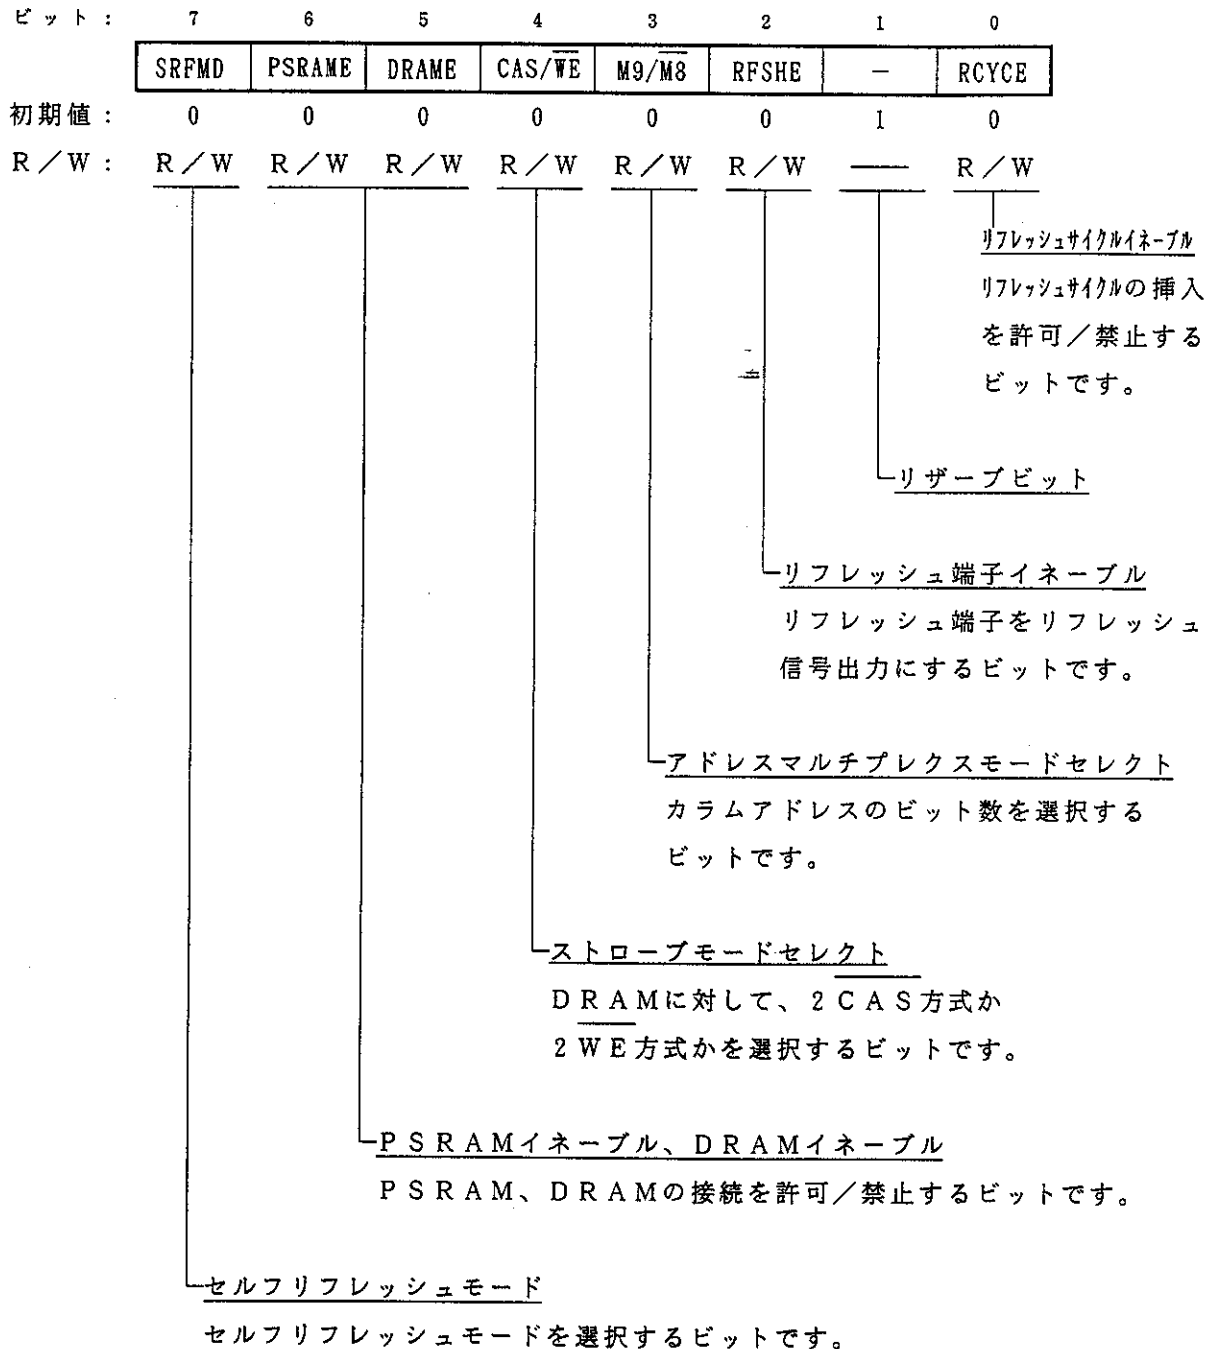 ビット： 7 6 5 4 3 2 1 0
SRFMD PSRAME DRAME CAS/W̅E̅ M9/M̅8̅ RFSHE － RCYCE
初期値： 0 0 0 0 0 0 1 0
R／W： R／W R／W R／W R／W R／W R／W ── R／W
リフレッシュサイクルイネーブル
リフレッシュサイクルの挿入
を許可／禁止する
ビットです。
リザーブビット
リフレッシュ端子イネーブル
リフレッシュ端子をリフレッシュ
信号出力にするビットです。
アドレスマルチプレクスモードセレクト
カラムアドレスのビット数を選択する
ビットです。
ストローブモードセレクト
DRAMに対して、2C̅A̅S̅方式か
2W̅E̅方式かを選択するビットです。
PSRAMイネーブル、DRAMイネーブル
PSRAM、DRAMの接続を許可／禁止するビットです。
セルフリフレッシュモード
セルフリフレッシュモードを選択するビットです。